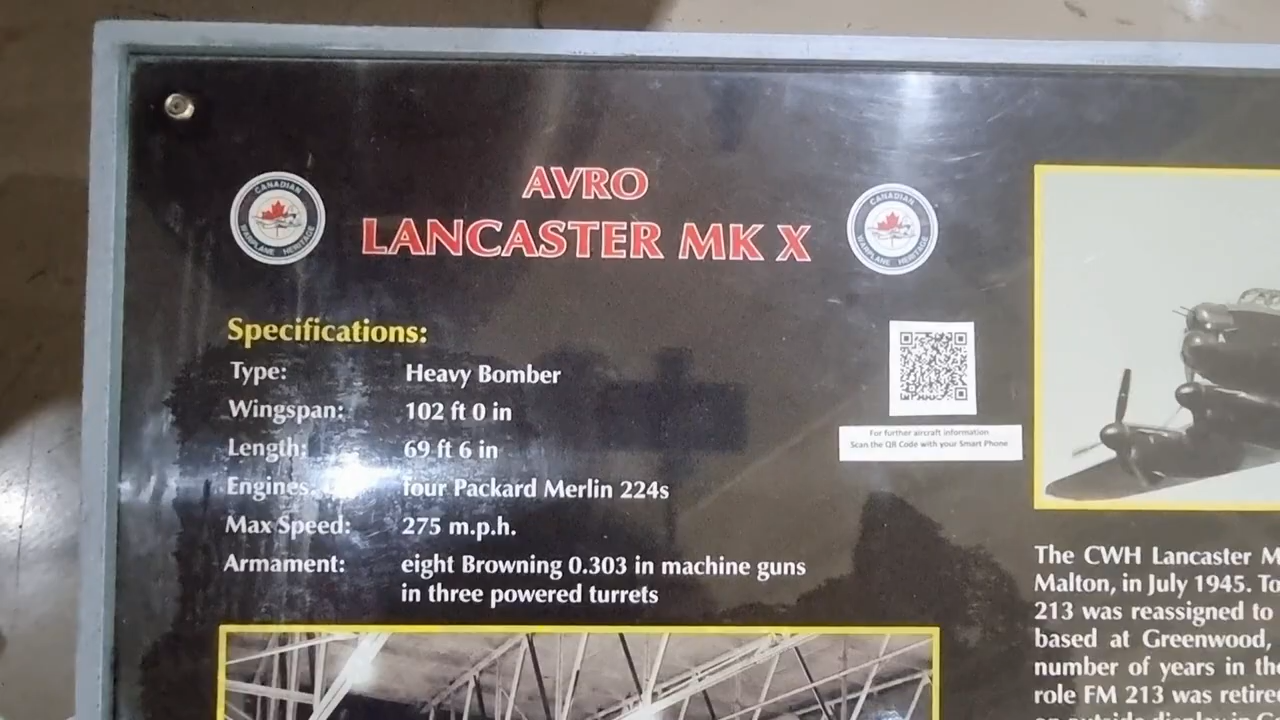 CANADIAN
WARPLANE HERITAGE
AVRO
LANCASTER MK X
CANADIAN
WARPLANE HERITAGE
Specifications:
Type: Heavy Bomber
Wingspan: 102 ft 0 in
Length: 69 ft 6 in
Engines: four Packard Merlin 224s
Max Speed: 275 m.p.h.
Armament: eight Browning 0.303 in machine guns
in three powered turrets
For further aircraft information
Scan the QR Code with your Smart Phone
The CWH Lancaster M
Malton, in July 1945. To
213 was reassigned to
based at Greenwood,
number of years in the
role FM 213 was retired